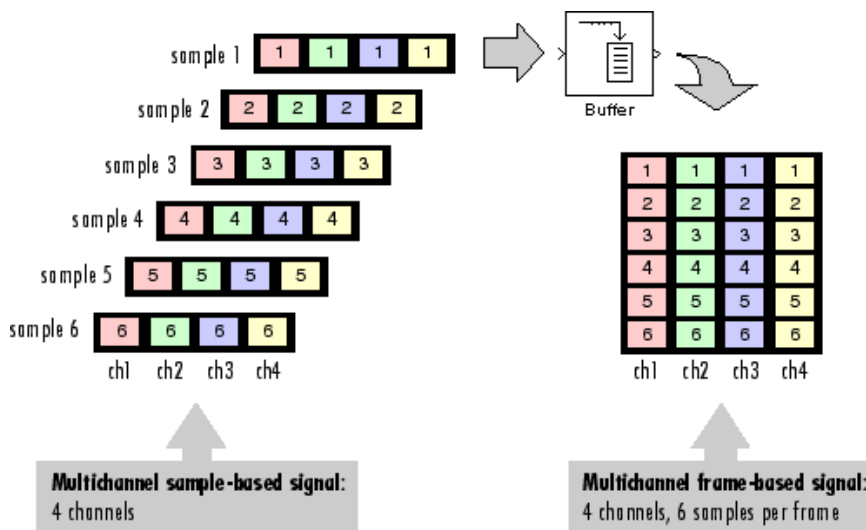 sample 1 1 1 1 1
sample 2 2 2 2 2
sample 3 3 3 3 3
sample 4 4 4 4 4
sample 5 5 5 5 5
sample 6 6 6 6 6
ch1 ch2 ch3 ch4
Multichannel sample-based signal:
4 channels
Buffer
1 1 1 1
2 2 2 2
3 3 3 3
4 4 4 4
5 5 5 5
6 6 6 6
ch1 ch2 ch3 ch4
Multichannel frame-based signal:
4 channels, 6 samples per frame